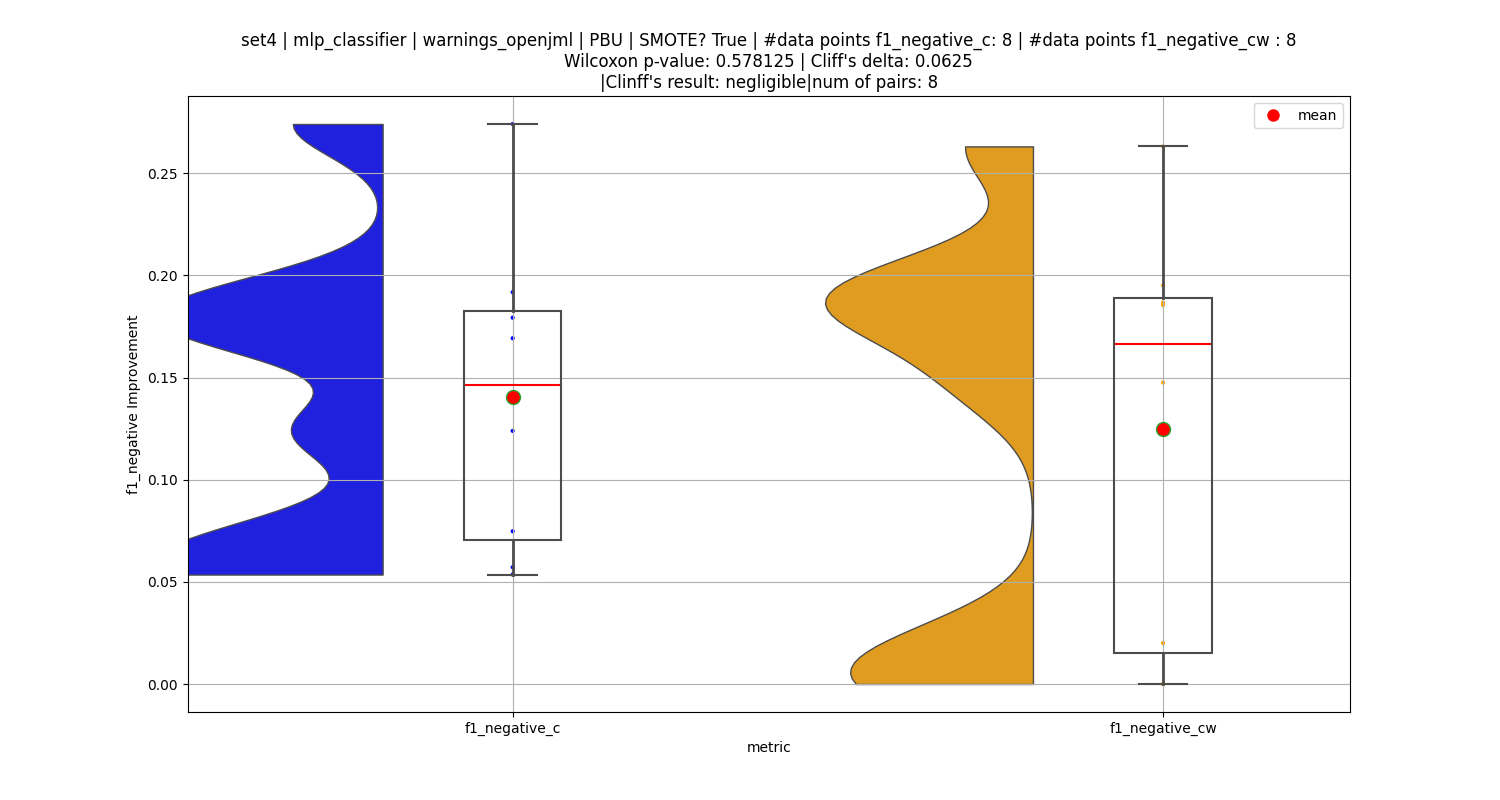 set4 | mlp_classifier | warnings_openjml | PBU | SMOTE? True | #data points f1_negative_c: 8 | #data points f1_negative_cw : 8
Wilcoxon p-value: 0.578125 | Cliff's delta: 0.0625
|Clinff's result: negligible|num of pairs: 8
mean
f1_negative Improvement
0.25
0.20
0.15
0.10
0.05
0.00
f1_negative_c
f1_negative_cw
metric